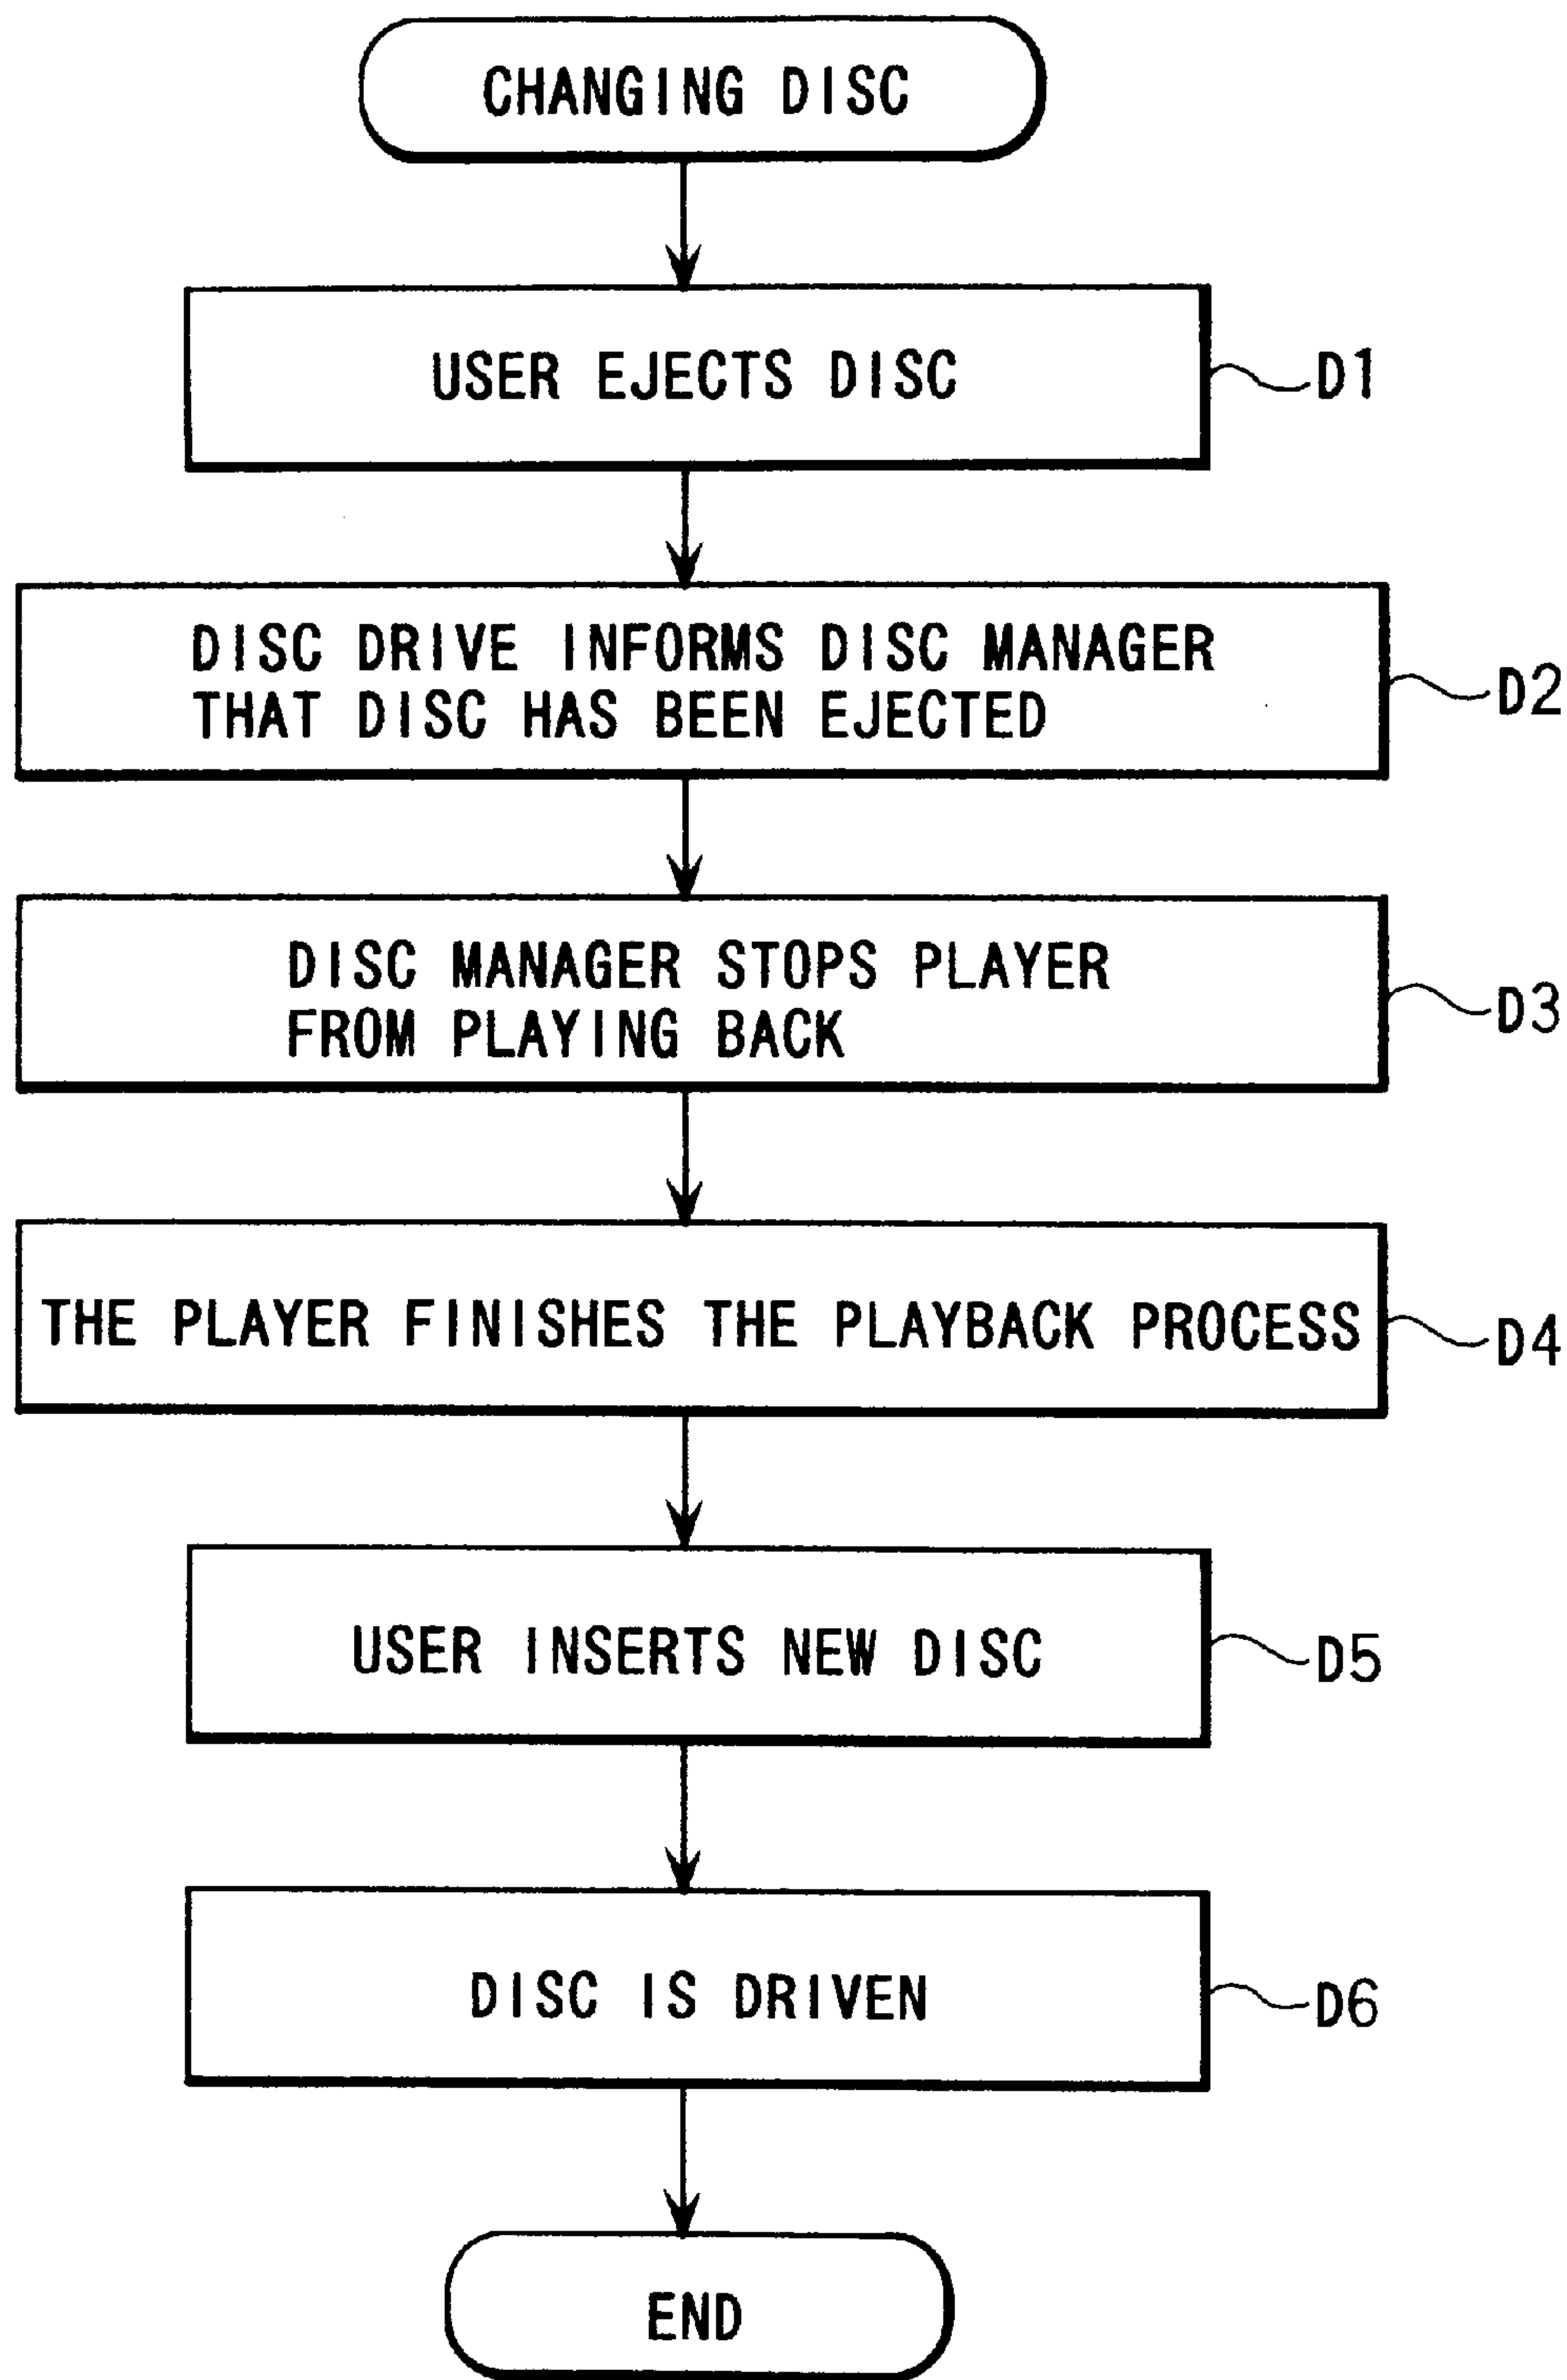 CHANGING DISC
USER EJECTS DISC
D1
DISC DRIVE INFORMS DISC MANAGER
THAT DISC HAS BEEN EJECTED
D2
DISC MANAGER STOPS PLAYER
FROM PLAYING BACK
D3
THE PLAYER FINISHES THE PLAYBACK PROCESS
D4
USER INSERTS NEW DISC
D5
DISC IS DRIVEN
D6
END